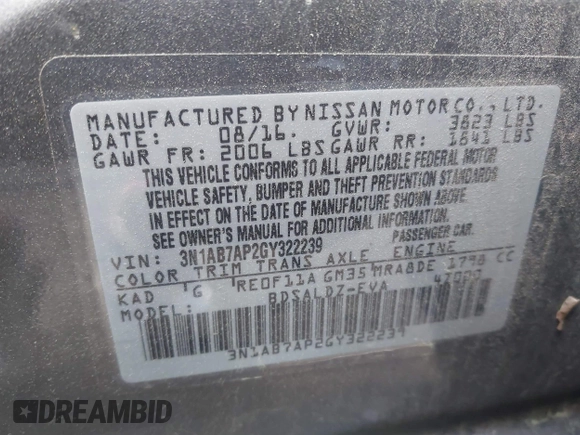 MANUFACTURED BY NISSAN MOTOR CO., LTD.
DATE: 08/16. GVWR: 3623 LBS
GAWR FR: 2006 LBS GAWR RR: 1641 LBS
THIS VEHICLE CONFORMS TO ALL APPLICABLE FEDERAL MOTOR
VEHICLE SAFETY, BUMPER AND THEFT PREVENTION STANDARDS
IN EFFECT ON THE DATE OF MANUFACTURE SHOWN ABOVE.
SEE OWNER'S MANUAL FOR ADDITIONAL INFORMATION.
VIN: 3N1AB7AP2GY322239 PASSENGER CAR.
COLOR TRIM TRANS AXLE ENGINE
KAD G RE0F11A GM35 MRA8DE 1798 CC
MODEL: BDSALDZ-EVA 47000
3N1AB7AP2GY322239
DREAMBID